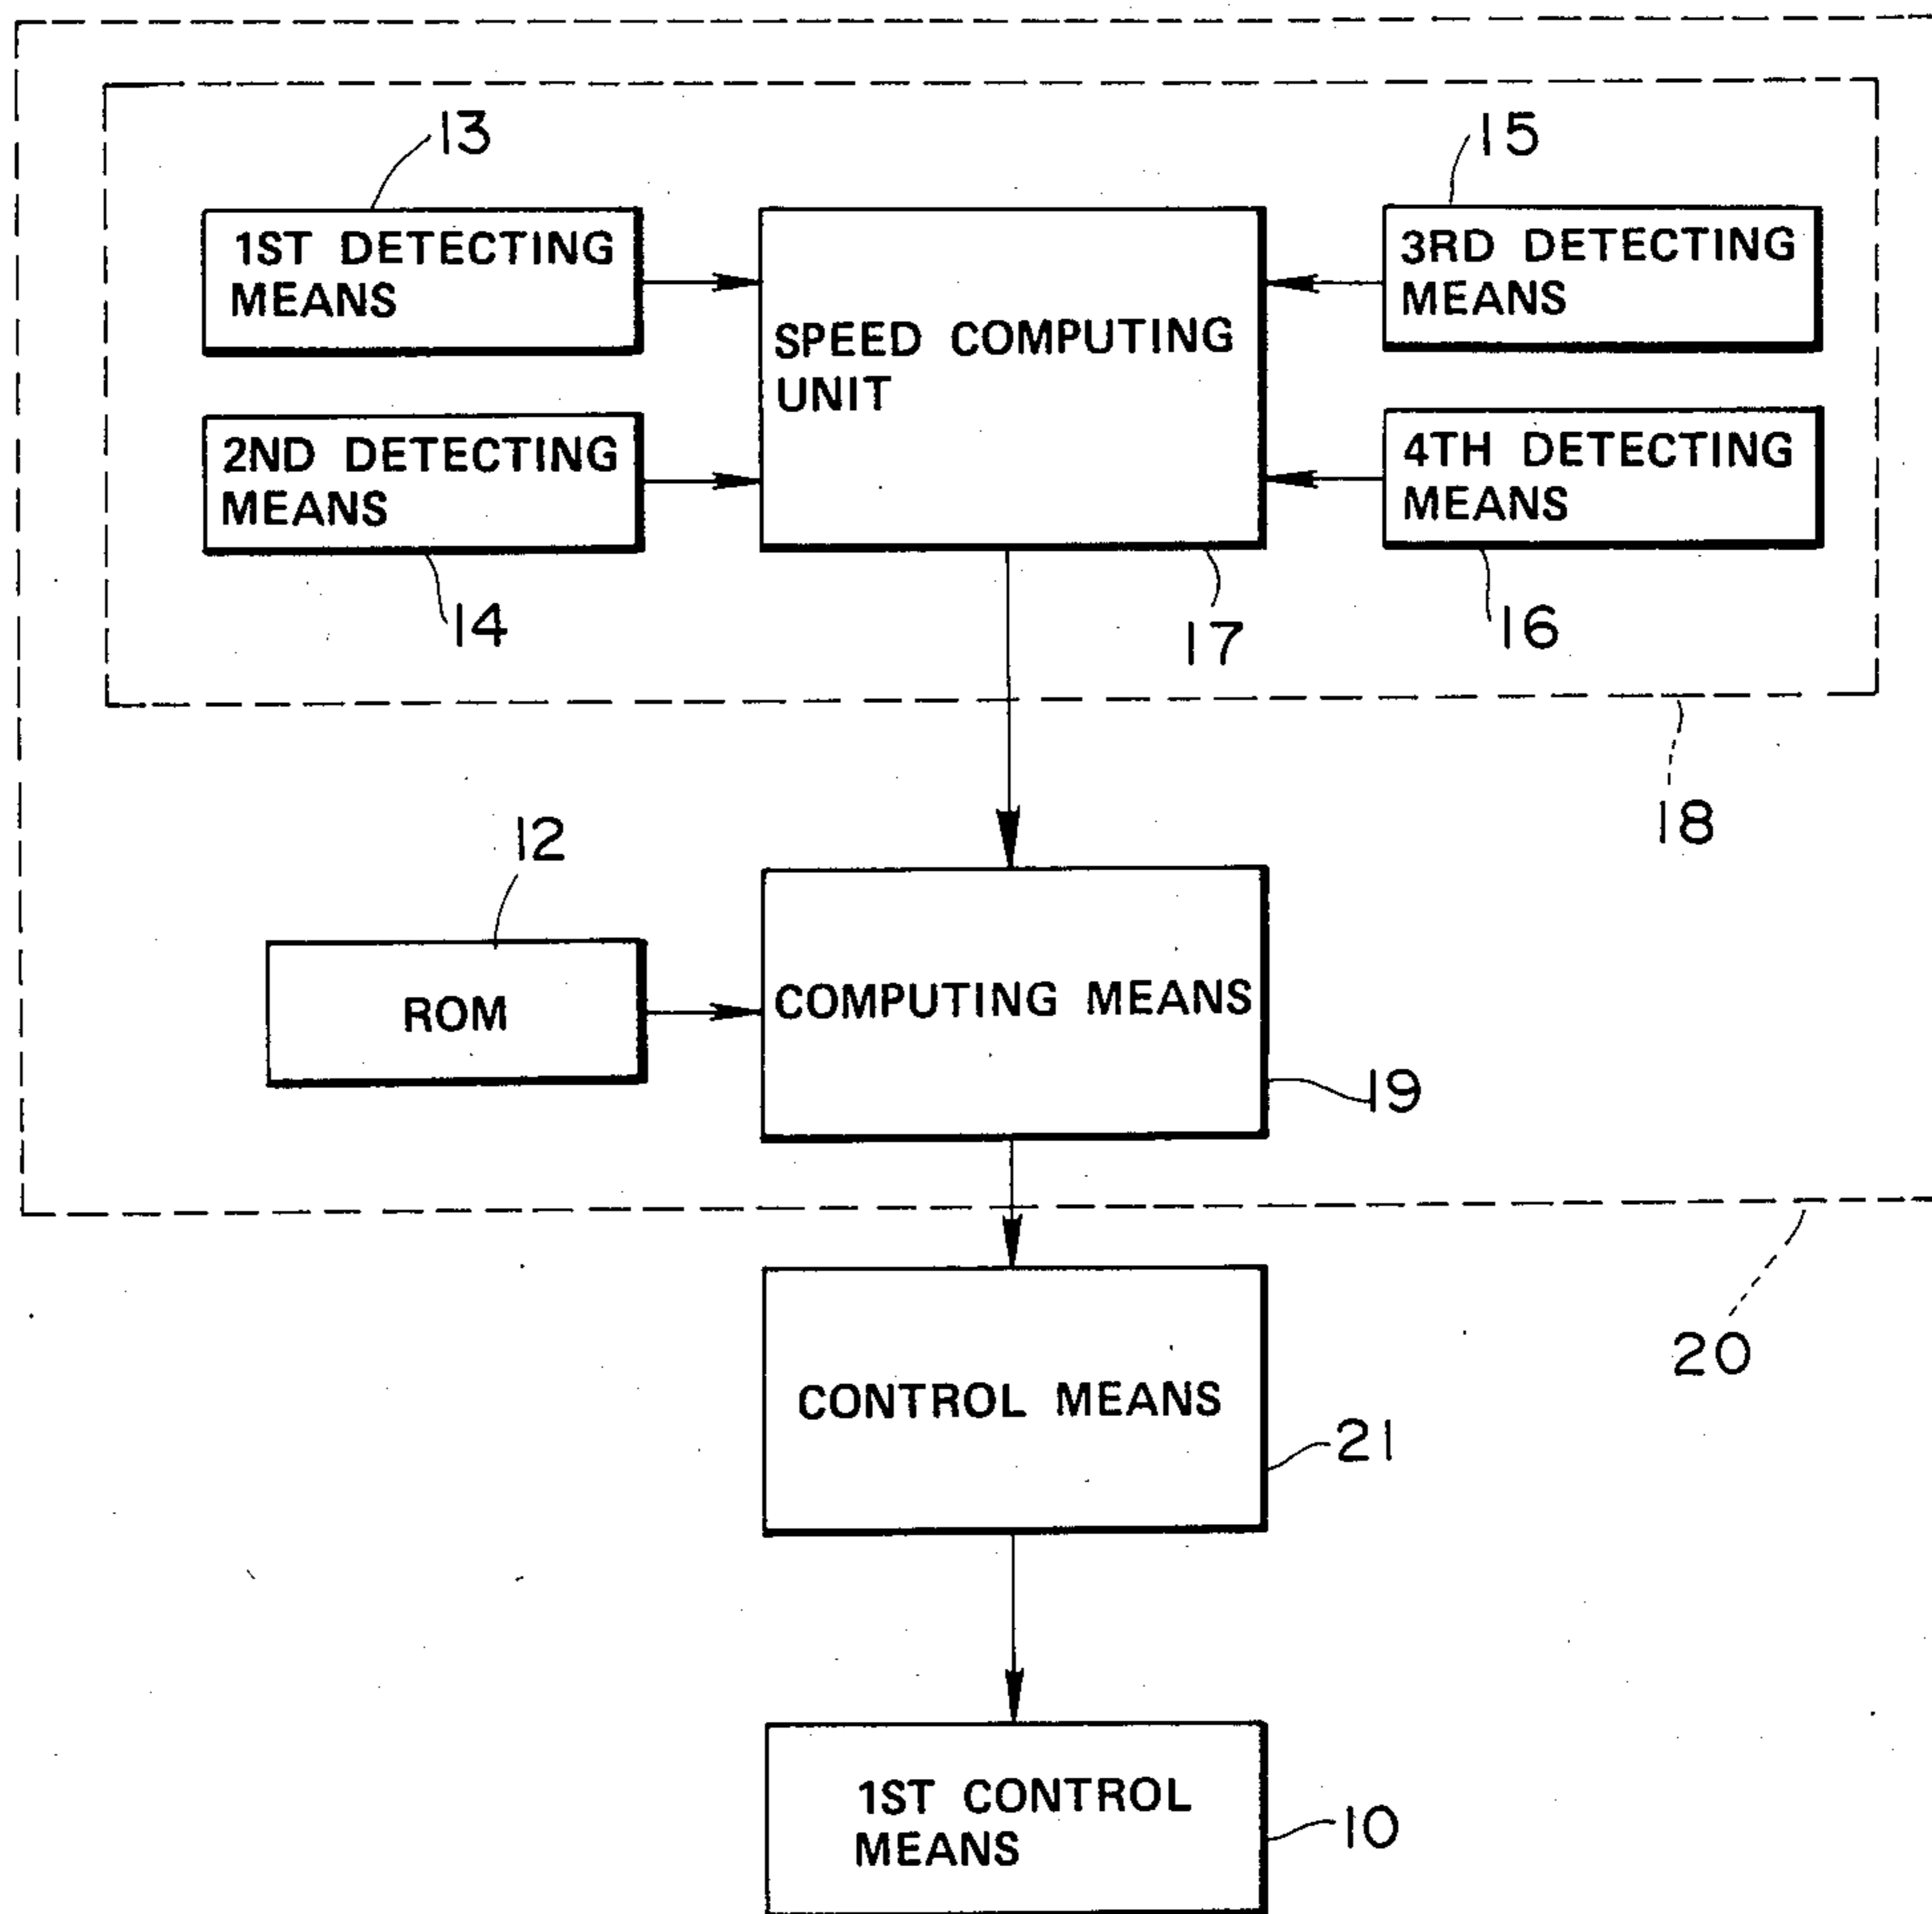 13
15
1ST DETECTING
MEANS
SPEED COMPUTING
UNIT
3RD DETECTING
MEANS
2ND DETECTING
MEANS
4TH DETECTING
MEANS
14
17
16
18
12
ROM
COMPUTING MEANS
19
20
CONTROL MEANS
21
1ST CONTROL
MEANS
10